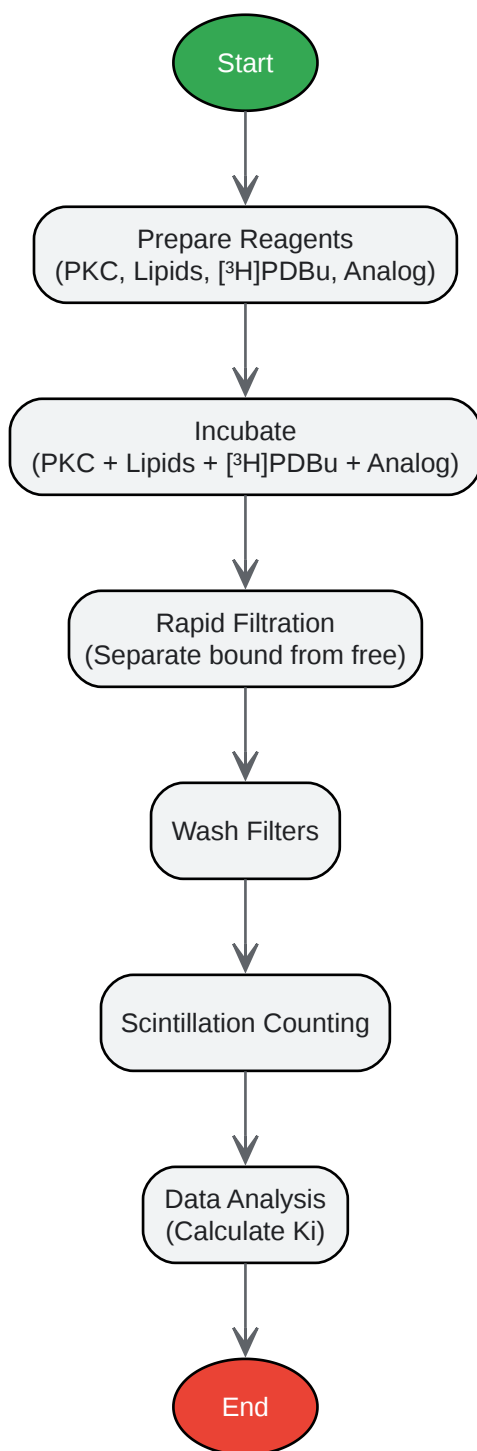 Start
Prepare Reagents
(PKC, Lipids, [³H]PDBu, Analog)
Incubate
(PKC + Lipids + [³H]PDBu + Analog)
Rapid Filtration
(Separate bound from free)
Wash Filters
Scintillation Counting
Data Analysis
(Calculate Ki)
End